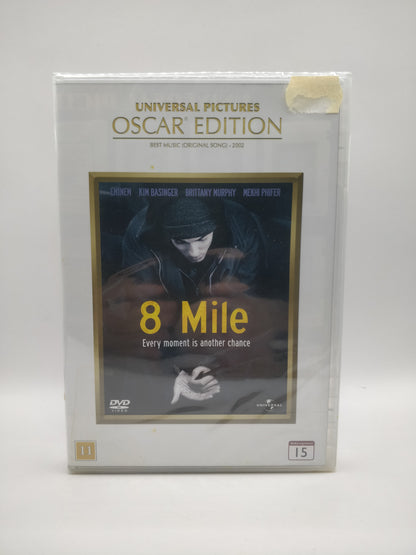 UNIVERSAL PICTURES
OSCAR® EDITION
BEST MUSIC (ORIGINAL SONG) - 2002
KIM BASINGER BRITTANY MURPHY MEKHI PHIFER
8 Mile
Every moment is another chance
DVD
VIDEO
UNIVERSAL
11
15